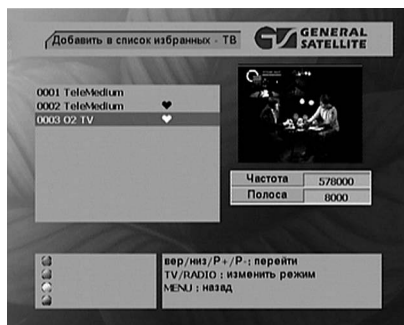 Добавить в список избранных - ТВ
GENERAL
SATELLITE
0001 TeleMedium
0002 TeleMedium
0003 O2 TV
Частота 578000
Полоса 8000
вер/низ/P+/P-: перейти
TV/RADIO : изменить режим
MENU : назад